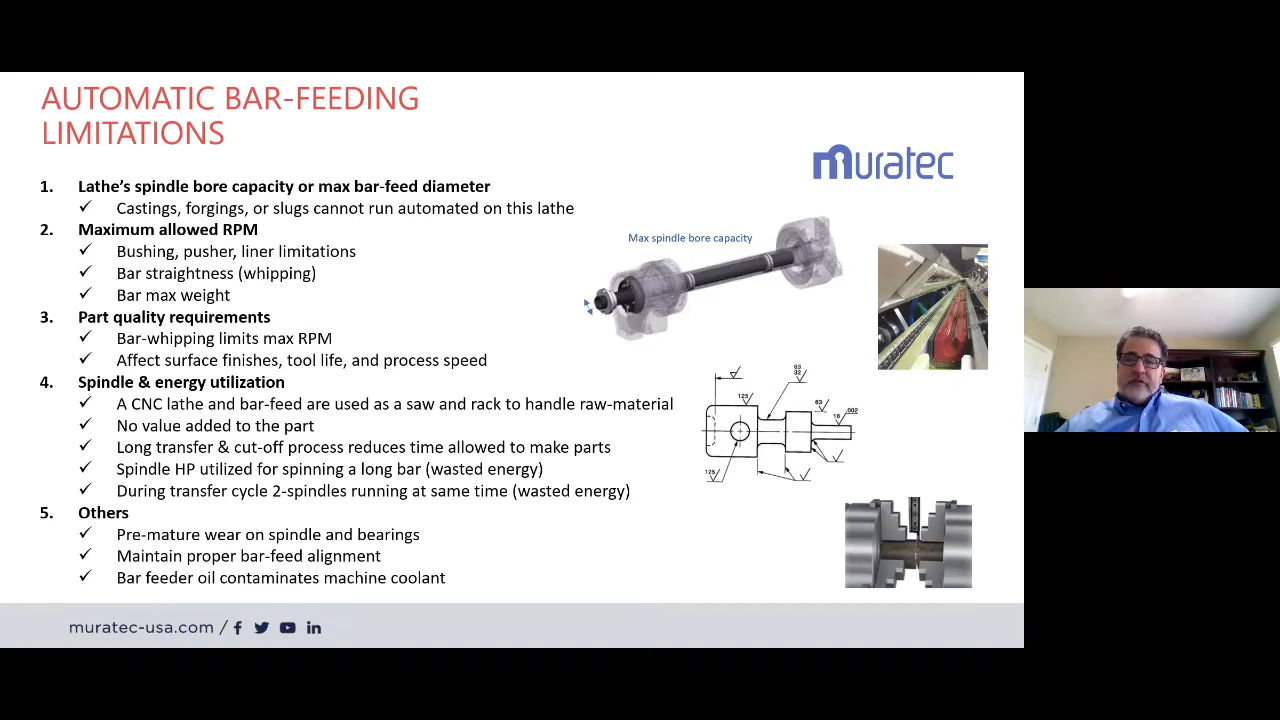 AUTOMATIC BAR-FEEDING
LIMITATIONS
muratec
1. Lathe's spindle bore capacity or max bar-feed diameter
✓ Castings, forgings, or slugs cannot run automated on this lathe
2. Maximum allowed RPM
✓ Bushing, pusher, liner limitations
✓ Bar straightness (whipping)
✓ Bar max weight
3. Part quality requirements
✓ Bar-whipping limits max RPM
✓ Affect surface finishes, tool life, and process speed
4. Spindle & energy utilization
✓ A CNC lathe and bar-feed are used as a saw and rack to handle raw-material
✓ No value added to the part
✓ Long transfer & cut-off process reduces time allowed to make parts
✓ Spindle HP utilized for spinning a long bar (wasted energy)
✓ During transfer cycle 2-spindles running at same time (wasted energy)
5. Others
✓ Pre-mature wear on spindle and bearings
✓ Maintain proper bar-feed alignment
✓ Bar feeder oil contaminates machine coolant
Max spindle bore capacity
63
32
125
63
16
.002
125
muratec-usa.com /